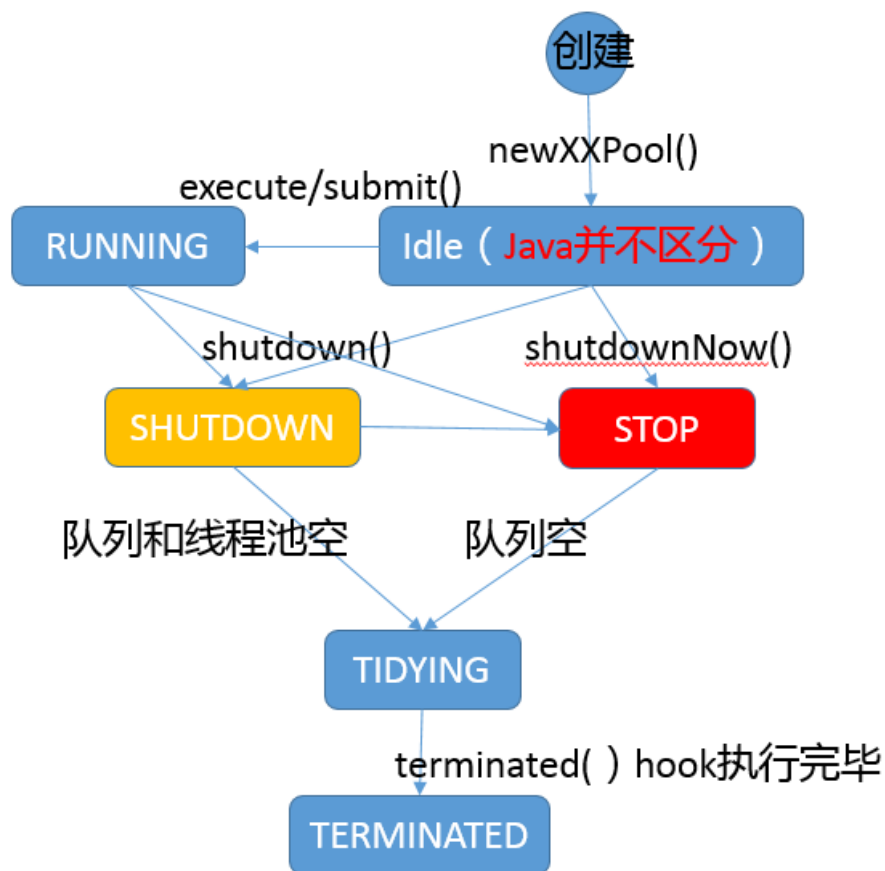 创建
newXXPool()
execute/submit()
RUNNING
Idle（Java并不区分）
shutdown()
shutdownNow()
SHUTDOWN
STOP
队列和线程池空
队列空
TIDYING
terminated( ）hook执行完毕
TERMINATED